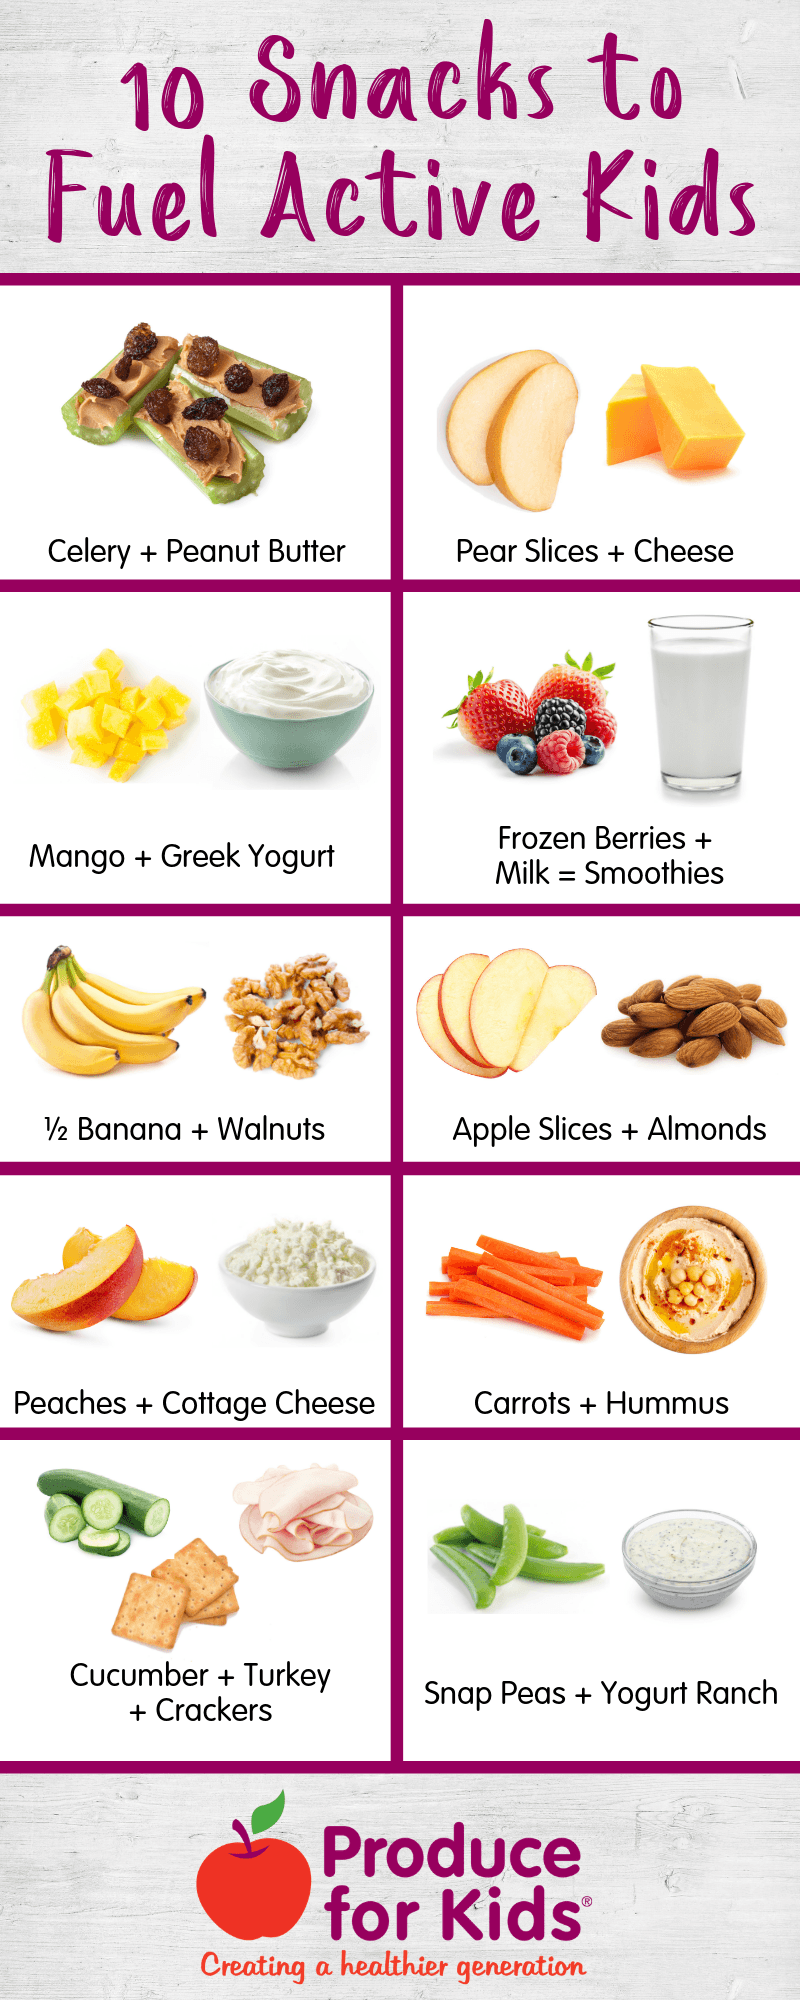 10 Snacks to
Fuel Active Kids
Celery + Peanut Butter
Pear Slices + Cheese
Mango + Greek Yogurt
Frozen Berries +
Milk = Smoothies
½ Banana + Walnuts
Apple Slices + Almonds
Peaches + Cottage Cheese
Carrots + Hummus
Cucumber + Turkey
+ Crackers
Snap Peas + Yogurt Ranch
Produce
for Kids®
Creating a healthier generation